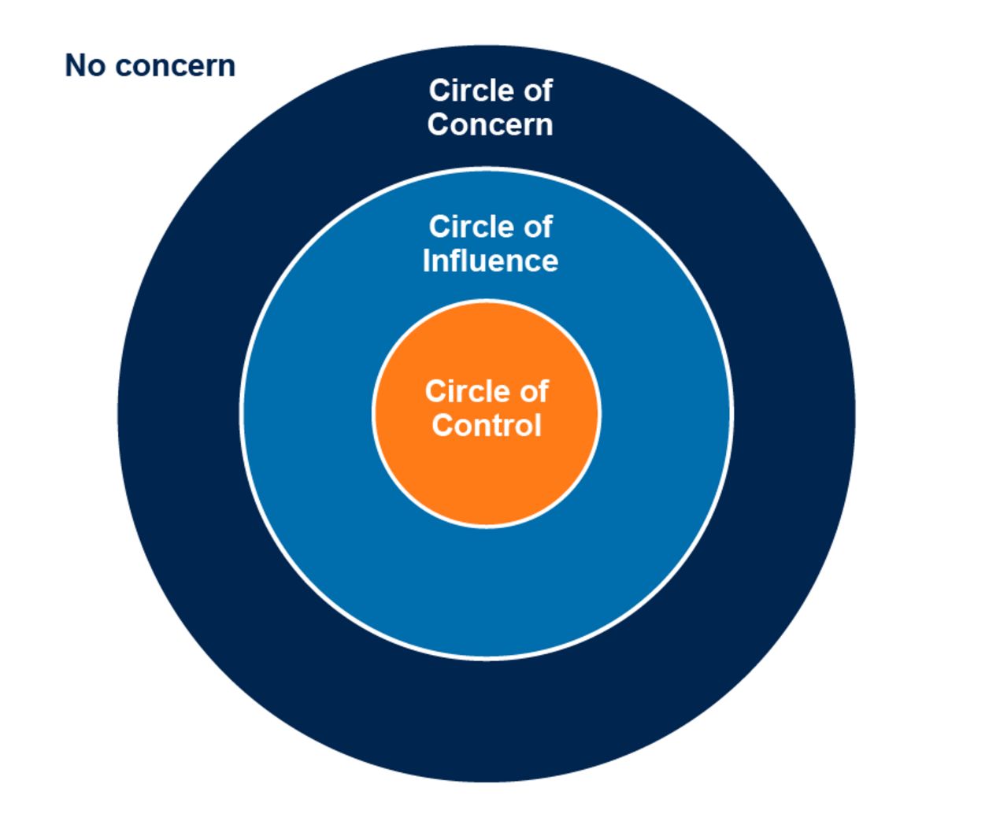 No concern
Circle of
Concern
Circle of
Influence
Circle of
Control